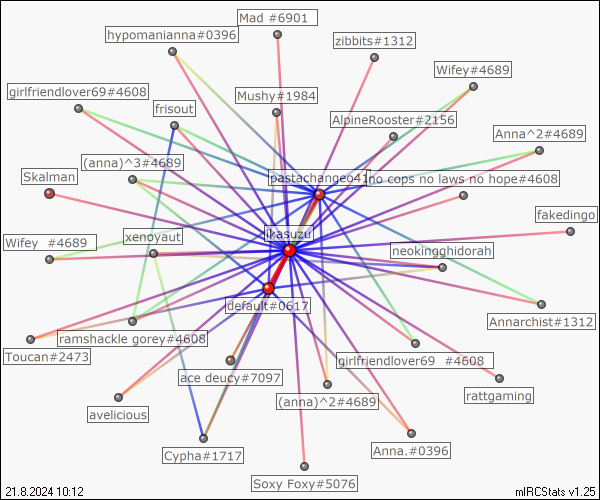 Mad #6901
hypomanianna#0396
zibbits#1312
Wifey#4689
girlfriendlover69#4608
Mushy#1984
frisout
AlpineRooster#2156
Anna^2#4689
(anna)^3#4689
Skalman
pastachangeo41
no cops no laws no hope#4608
fakedingo
ikasuzu
Wifey  #4689
xenoyaut
neokingghidorah
default#0617
Annarchist#1312
ramshackle gorey#4608
Toucan#2473
girlfriendlover69  #4608
ace deucy#7097
rattgaming
(anna)^2#4689
avelicious
Cypha#1717
Anna.#0396
Soxy Foxy#5076
21.8.2024 10:12
mIRCStats v1.25